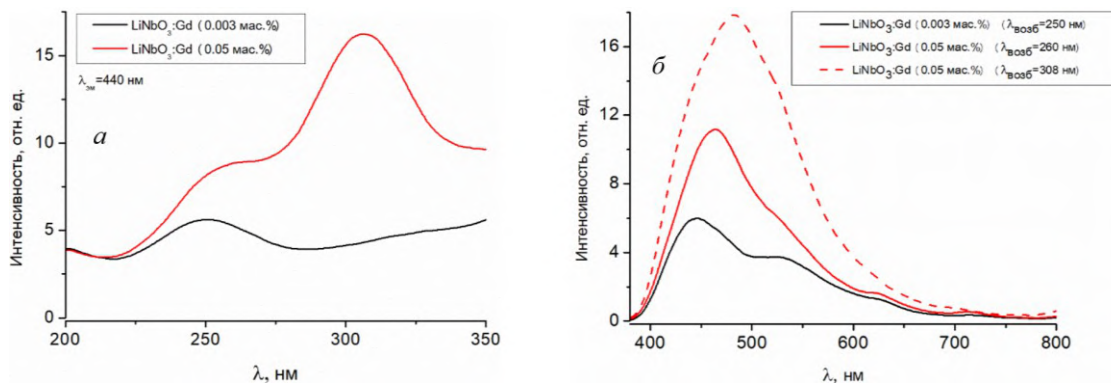 LiNbO3:Gd (0.003 мас.%)
LiNbO3:Gd (0.05 мас.%)
λэм=440 нм
а
Интенсивность, отн. ед.
15
10
5
0
200
250
300
350
λ, нм
LiNbO3:Gd (0.003 мас.%) (λвозб=250 нм)
LiNbO3:Gd (0.05 мас.%) (λвозб=260 нм)
LiNbO3:Gd (0.05 мас.%) (λвозб=308 нм)
б
Интенсивность, отн. ед.
16
12
8
4
0
400
500
600
700
800
λ, нм